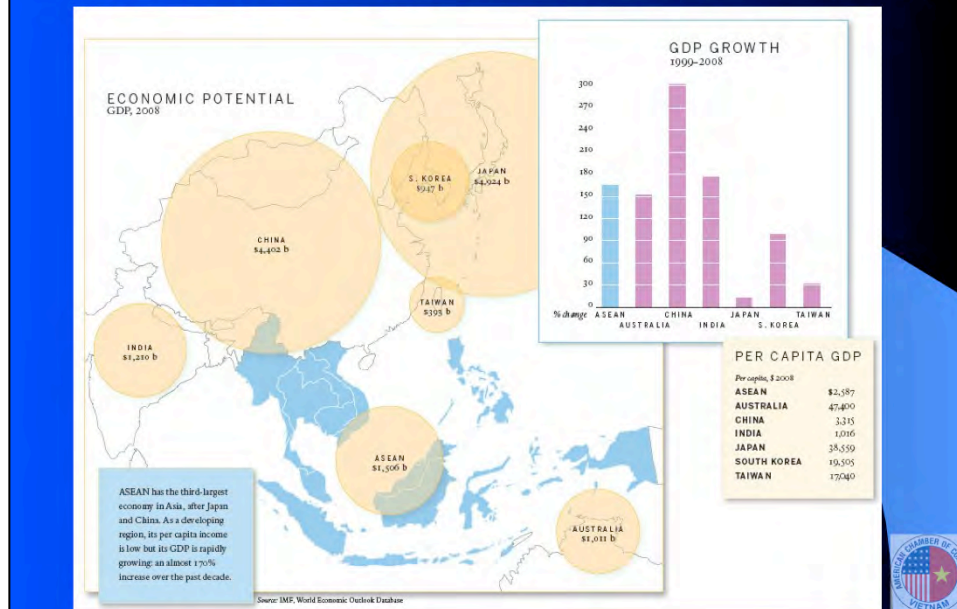 ECONOMIC POTENTIAL
GDP, 2008
CHINA
$4,402 b
S. KOREA
$947 b
JAPAN
$4,924 b
TAIWAN
$393 b
INDIA
$1,210 b
ASEAN
$1,506 b
AUSTRALIA
$1,011 b
ASEAN has the third-largest
economy in Asia, after Japan
and China. As a developing
region, its per capita income
is low but its GDP is rapidly
growing: an almost 170%
increase over the past decade.
Source: IMF, World Economic Outlook Database
GDP GROWTH
1999–2008
300
270
240
210
180
150
120
90
60
30
0
% change ASEAN CHINA JAPAN TAIWAN
AUSTRALIA INDIA S. KOREA
PER CAPITA GDP
Per capita, $ 2008
ASEAN $2,587
AUSTRALIA 47,400
CHINA 3,315
INDIA 1,016
JAPAN 38,559
SOUTH KOREA 19,505
TAIWAN 17,040
AMERICAN CHAMBER OF
VIETNAM